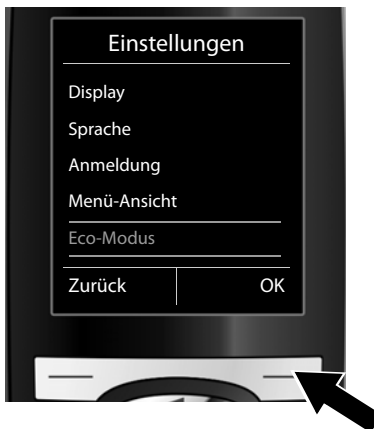 Einstellungen
Display
Sprache
Anmeldung
Menü-Ansicht
Eco-Modus
Zurück OK